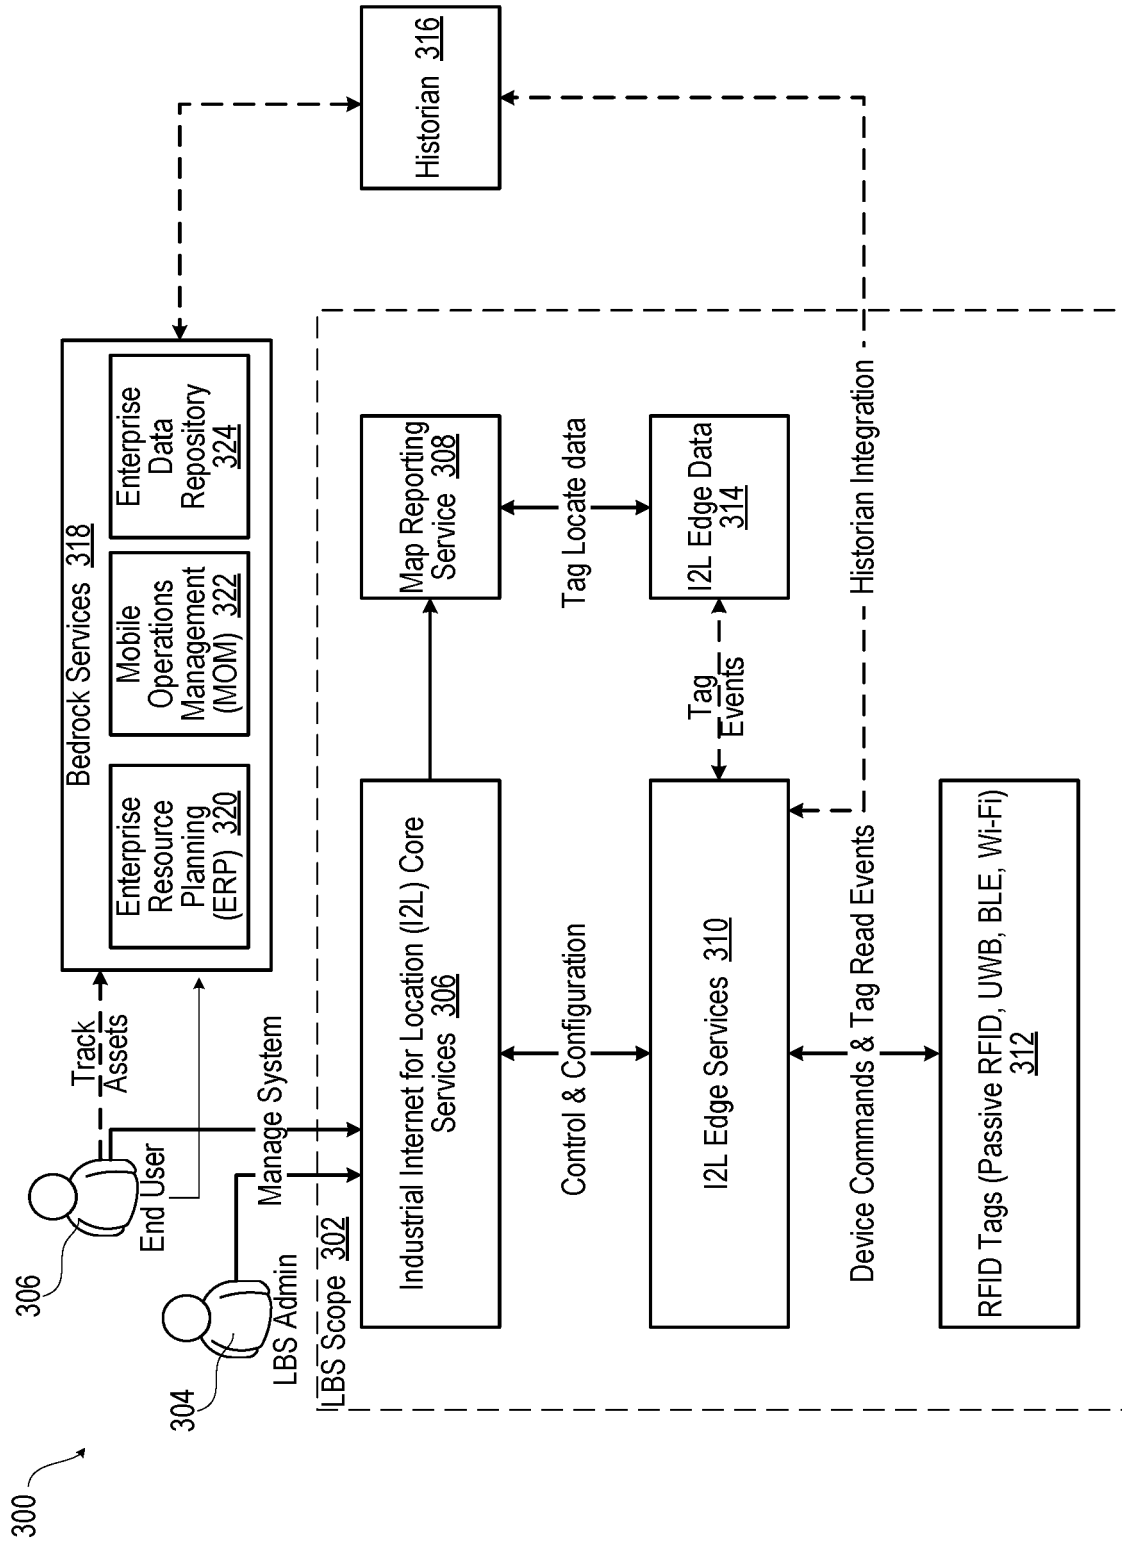 300
306
End User
304
LBS Admin
Track
Assets
Manage System
Bedrock Services 318
Enterprise
Resource
Planning
(ERP) 320
Mobile
Operations
Management
(MOM) 322
Enterprise
Data
Repository
324
Historian 316
LBS Scope 302
Industrial Internet for Location (I2L) Core
Services 306
Map Reporting
Service 308
Control & Configuration
Tag Locate data
I2L Edge Services 310
Tag
Events
I2L Edge Data
314
Device Commands & Tag Read Events
Historian Integration
RFID Tags (Passive RFID, UWB, BLE, Wi-Fi)
312